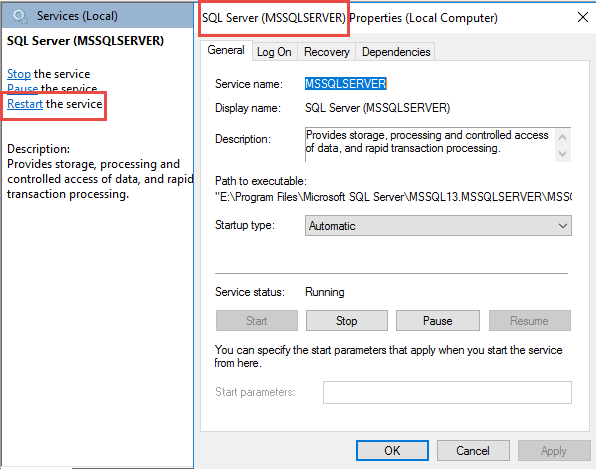 Services (Local)
SQL Server (MSSQLSERVER)
Stop the service
Pause the service
Restart the service
Description:
Provides storage, processing and
controlled access of data, and rapid
transaction processing.
SQL Server (MSSQLSERVER) Properties (Local Computer)
General Log On Recovery Dependencies
Service name: MSSQLSERVER
Display name: SQL Server (MSSQLSERVER)
Description: Provides storage, processing and controlled access
of data, and rapid transaction processing.
Path to executable:
"E:\Program Files\Microsoft SQL Server\MSSQL13.MSSQLSERVER\MSSC
Startup type: Automatic
Service status: Running
Start Stop Pause Resume
You can specify the start parameters that apply when you start the service
from here.
Start parameters:
OK Cancel Apply